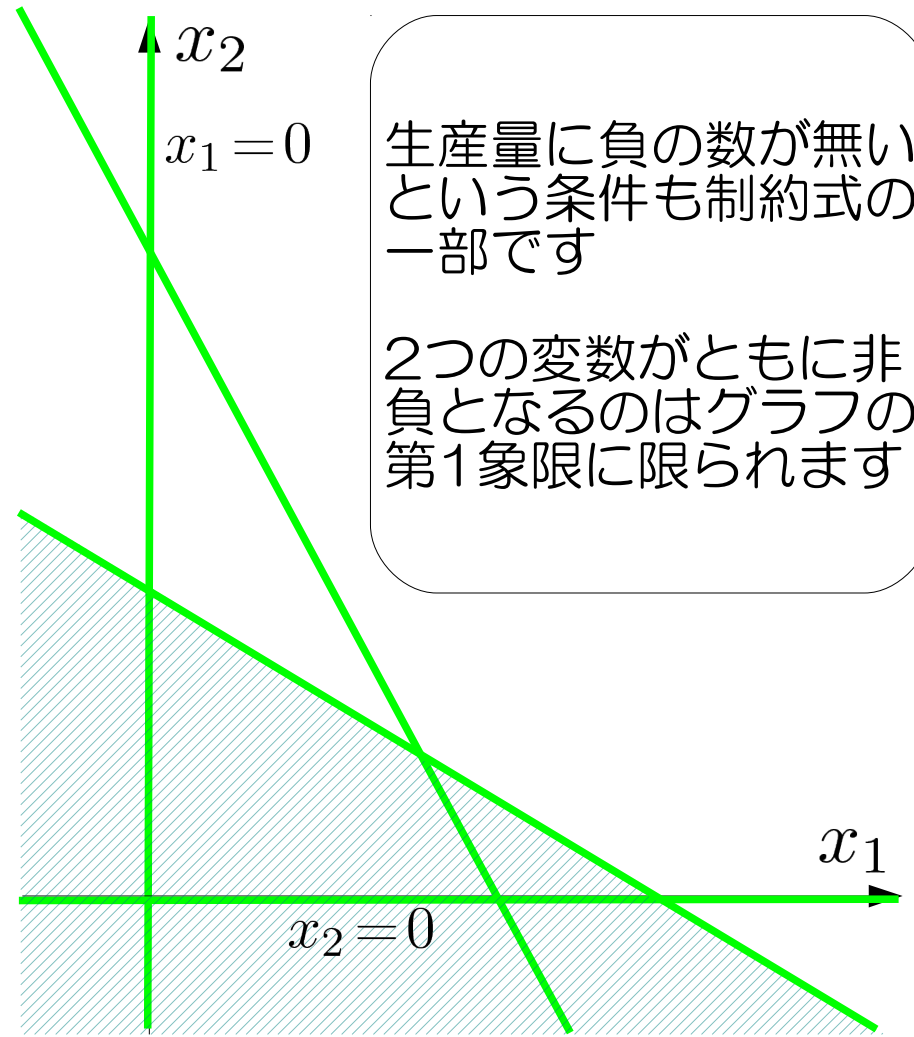 x₂
x₁=0
生産量に負の数が無い
という条件も制約式の
一部です
2つの変数がともに非
負となるのはグラフの
第1象限に限られます
x₁
x₂=0